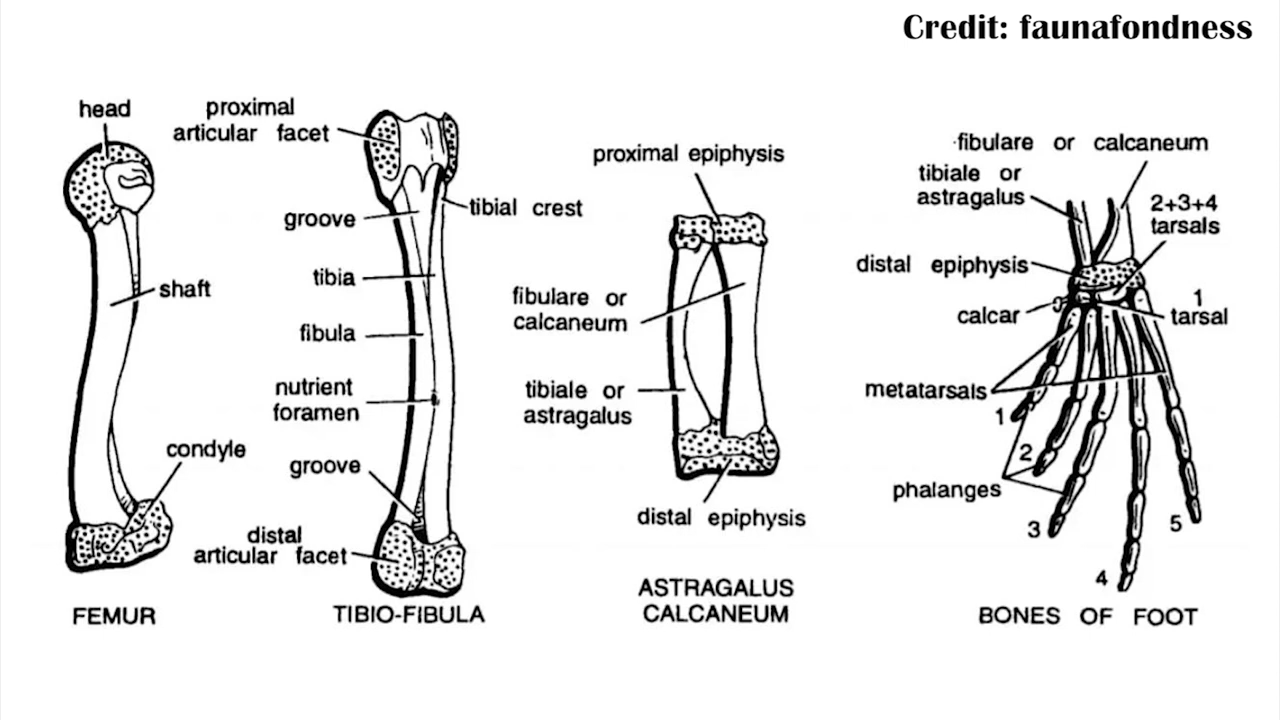 Credit: faunafondness
head
shaft
condyle
FEMUR
proximal
articular facet
groove
tibial crest
tibia
fibula
nutrient
foramen
groove
distal
articular facet
TIBIO-FIBULA
proximal epiphysis
fibulare or
calcaneum
tibiale or
astragalus
distal epiphysis
ASTRAGALUS
CALCANEUM
fibulare or calcaneum
tibiale or
astragalus
2+3+4
tarsals
distal epiphysis
calcar
1
tarsal
metatarsals
1
2
phalanges
3
4
5
BONES OF FOOT